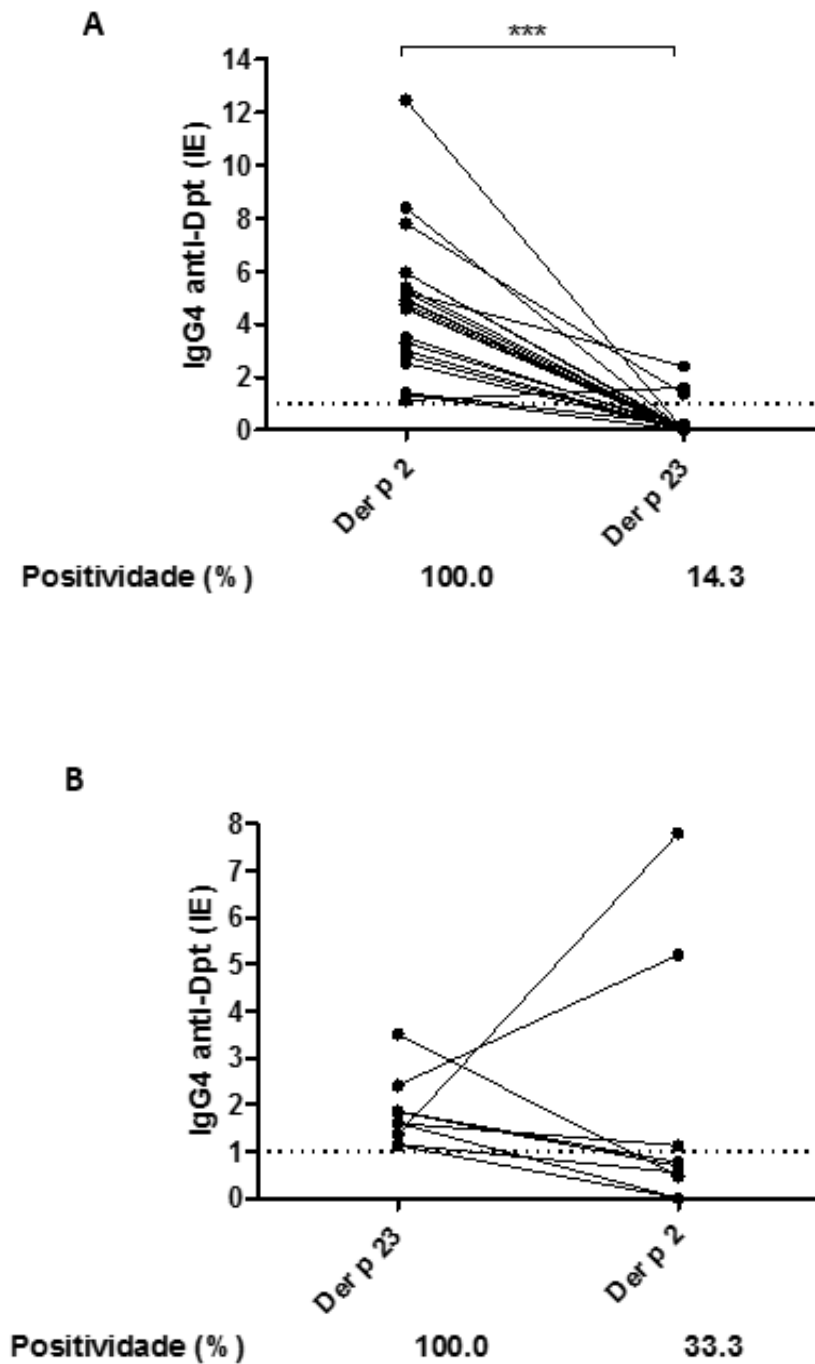 A
***
14
12
10
8
6
4
2
0
IgG4 anti-Dpt (IE)
Der p 2
Der p 23
Positividade (%) 100.0 14.3
B
8
7
6
5
4
3
2
1
0
IgG4 anti-Dpt (IE)
Der p 23
Der p 2
Positividade (%) 100.0 33.3